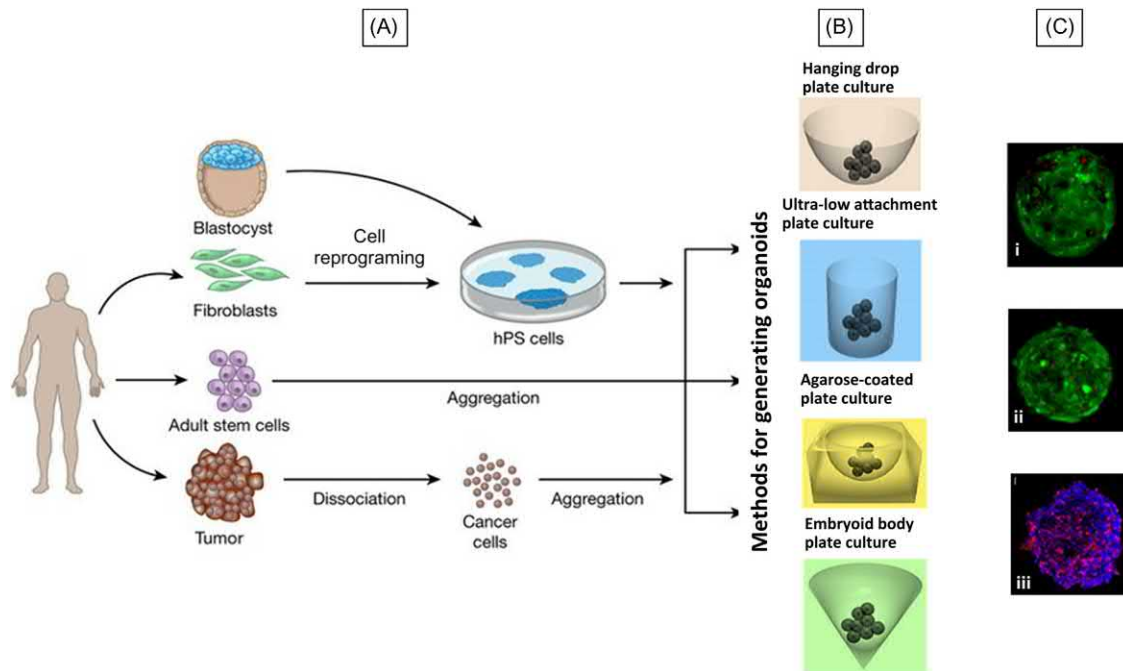 (A)
(B)
(C)
Blastocyst
Fibroblasts
Cell
reprograming
hPS cells
Adult stem cells
Aggregation
Tumor
Dissociation
Cancer
cells
Aggregation
Methods for generating organoids
Hanging drop
plate culture
Ultra-low attachment
plate culture
Agarose-coated
plate culture
Embryoid body
plate culture
i
ii
iii